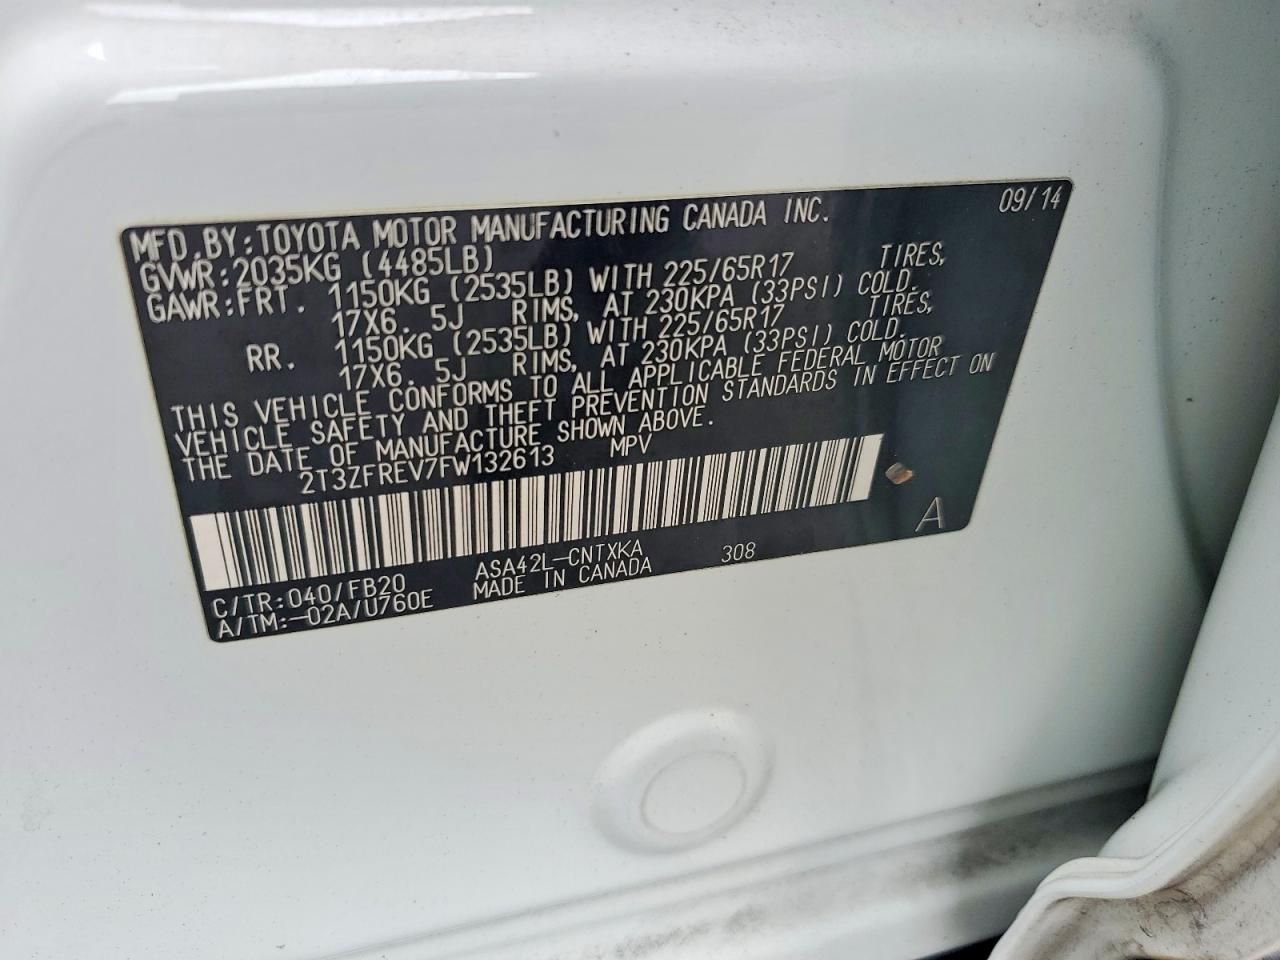 09/14
MFD.BY:TOYOTA MOTOR MANUFACTURING CANADA INC.
GVWR:2035KG (4485LB)
GAWR:FRT. 1150KG (2535LB) WITH 225/65R17 TIRES,
17X6.5J RIMS, AT 230KPA (33PSI) COLD.
RR. 1150KG (2535LB) WITH 225/65R17 TIRES,
17X6.5J RIMS, AT 230KPA (33PSI) COLD.
THIS VEHICLE CONFORMS TO ALL APPLICABLE FEDERAL MOTOR
VEHICLE SAFETY AND THEFT PREVENTION STANDARDS IN EFFECT ON
THE DATE OF MANUFACTURE SHOWN ABOVE.
2T3ZFREV7FW132613 MPV
A
C/TR:040/FB20 ASA42L-CNTXKA 308
A/TM:-02A/U760E MADE IN CANADA